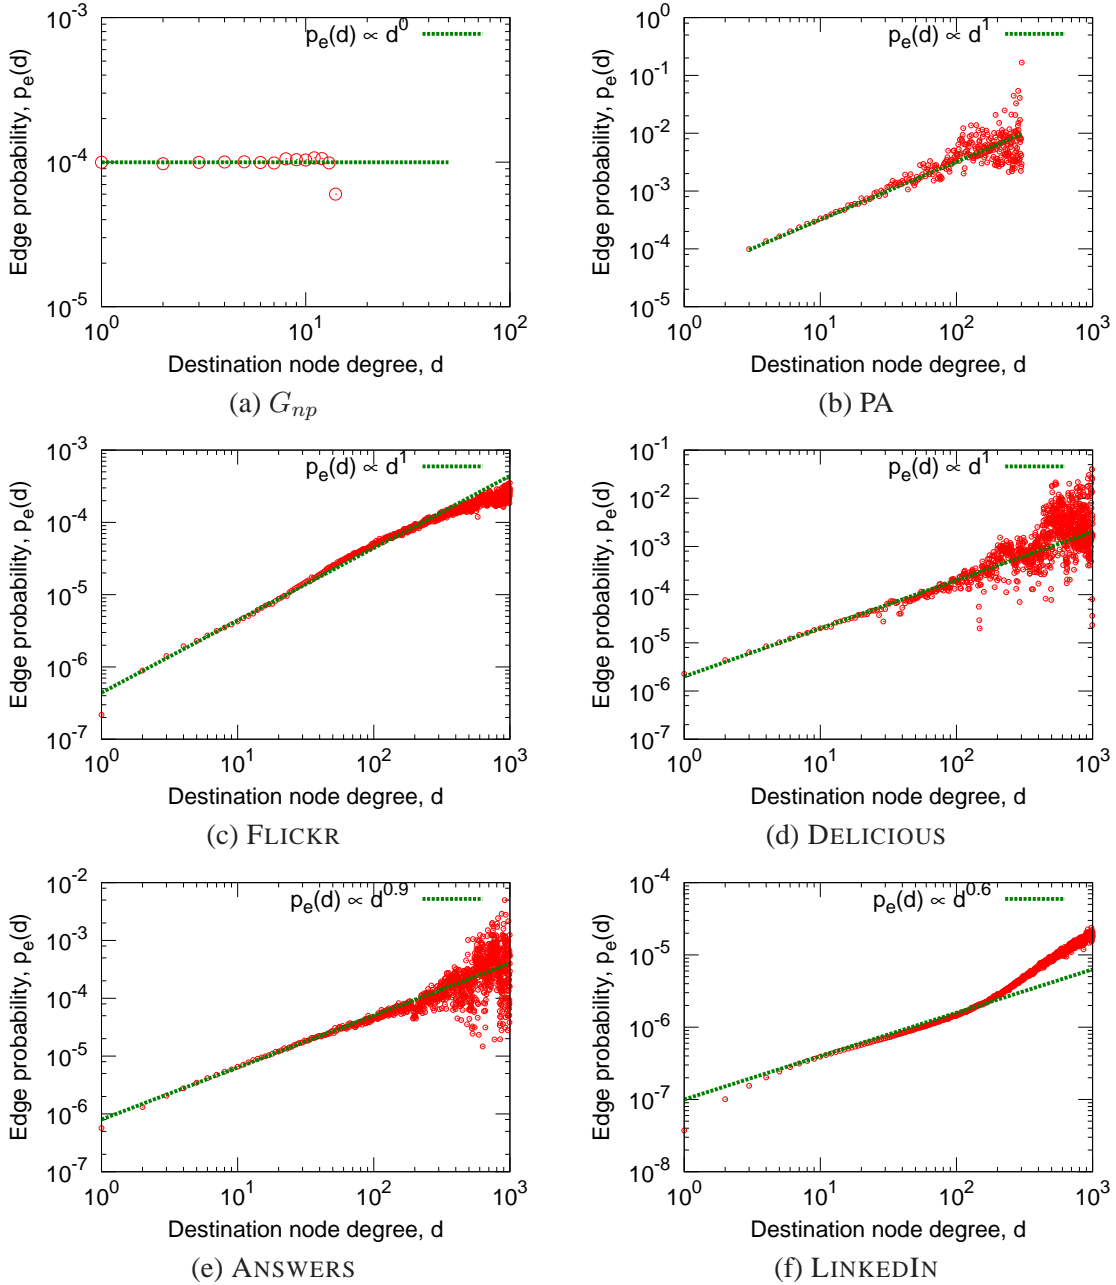 p_e(d) ∝ d^0
Edge probability, p_e(d)
10^-3
10^-4
10^-5
10^0 10^1 10^2
Destination node degree, d
(a) G_np
p_e(d) ∝ d^1
Edge probability, p_e(d)
10^0
10^-1
10^-2
10^-3
10^-4
10^-5
10^0 10^1 10^2 10^3
Destination node degree, d
(b) PA
p_e(d) ∝ d^1
Edge probability, p_e(d)
10^-3
10^-4
10^-5
10^-6
10^-7
10^0 10^1 10^2 10^3
Destination node degree, d
(c) FLICKR
p_e(d) ∝ d^1
Edge probability, p_e(d)
10^-1
10^-2
10^-3
10^-4
10^-5
10^-6
10^-7
10^0 10^1 10^2 10^3
Destination node degree, d
(d) DELICIOUS
p_e(d) ∝ d^0.9
Edge probability, p_e(d)
10^-2
10^-3
10^-4
10^-5
10^-6
10^-7
10^0 10^1 10^2 10^3
Destination node degree, d
(e) ANSWERS
p_e(d) ∝ d^0.6
Edge probability, p_e(d)
10^-4
10^-5
10^-6
10^-7
10^-8
10^0 10^1 10^2 10^3
Destination node degree, d
(f) LINKEDIN